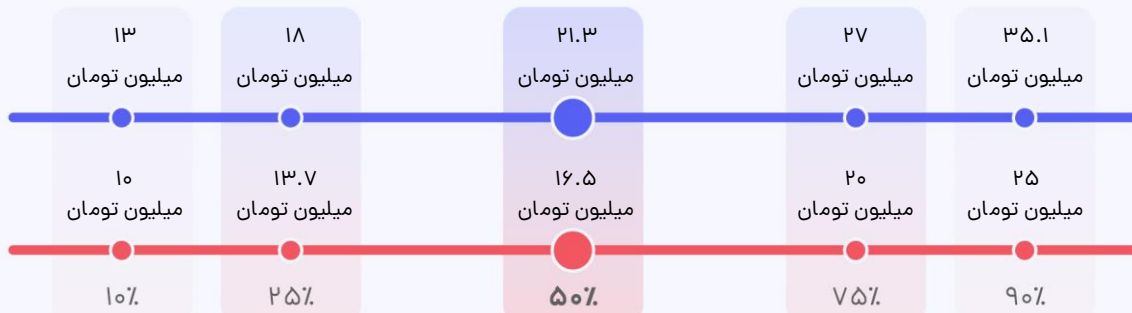 ۱۳ ۱۸ ۲۱.۳ ۲۷ ۳۵.۱
میلیون تومان میلیون تومان میلیون تومان میلیون تومان میلیون تومان
۱۰ ۱۳.۷ ۱۶.۵ ۲۰ ۲۵
میلیون تومان میلیون تومان میلیون تومان میلیون تومان میلیون تومان
۱۰٪ ۲۵٪ ۵۰٪ ۷۵٪ ۹۰٪